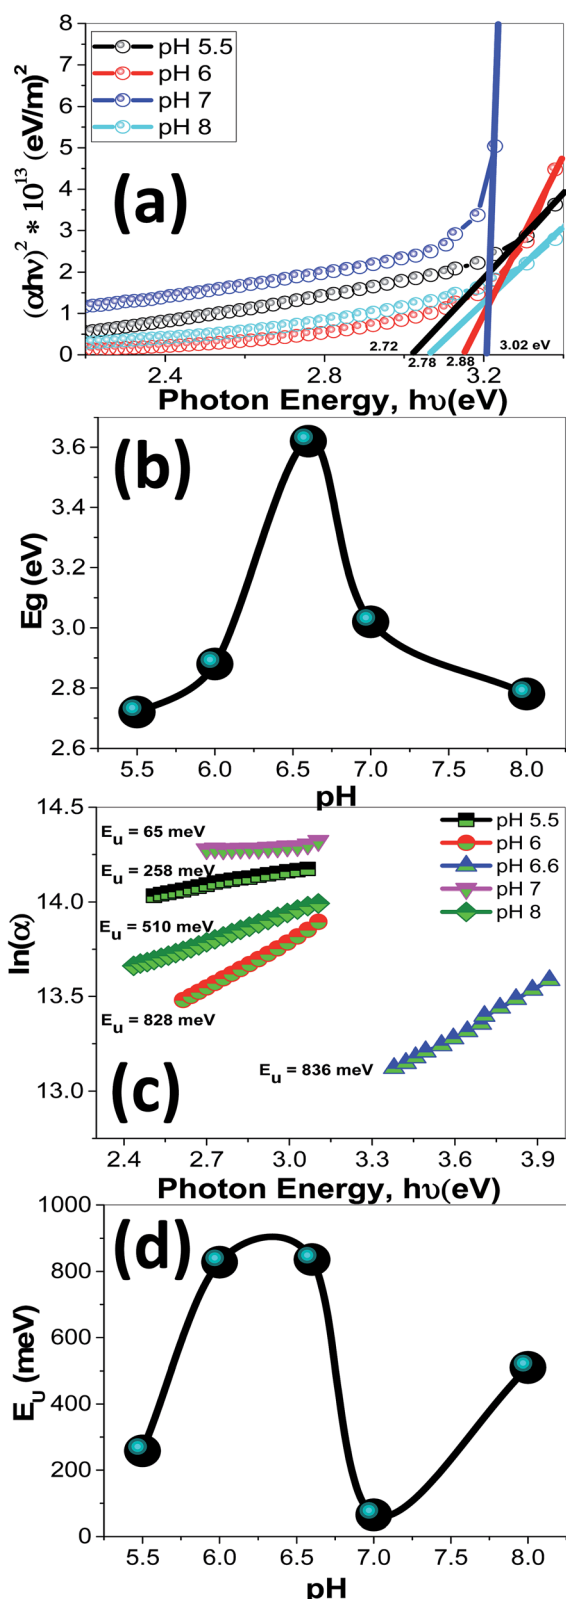 (a)
pH 5.5
pH 6
pH 7
pH 8
(αhν)² * 10¹³ (eV/m)²
8
7
6
5
4
3
2
1
0
2.72
2.78
2.88
3.02 eV
2.4
2.8
3.2
Photon Energy, hυ(eV)
(b)
Eg (eV)
3.6
3.4
3.2
3.0
2.8
2.6
5.5
6.0
6.5
7.0
7.5
8.0
pH
(c)
ln(α)
14.5
14.0
13.5
13.0
E_u = 65 meV
E_u = 258 meV
E_u = 510 meV
E_u = 828 meV
E_u = 836 meV
pH 5.5
pH 6
pH 6.6
pH 7
pH 8
2.4
2.7
3.0
3.3
3.6
3.9
Photon Energy, hυ(eV)
(d)
E_U (meV)
1000
800
600
400
200
0
5.5
6.0
6.5
7.0
7.5
8.0
pH